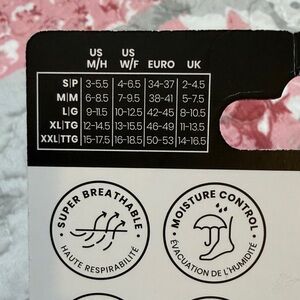 US US
M/H W/F EURO UK
S|P 3-5.5 4-6.5 34-37 2-4.5
M|M 6-8.5 7-9.5 38-41 5-7.5
L|G 9-11.5 10-12.5 42-45 8-10.5
XL|TG 12-14.5 13-15.5 46-49 11-13.5
XXL|TTG 15-17.5 16-18.5 50-53 14-16.5
SUPER BREATHABLE
HAUTE RESPIRABILITÉ
MOISTURE CONTROL
ÉVACUATION DE L'HUMIDITÉ